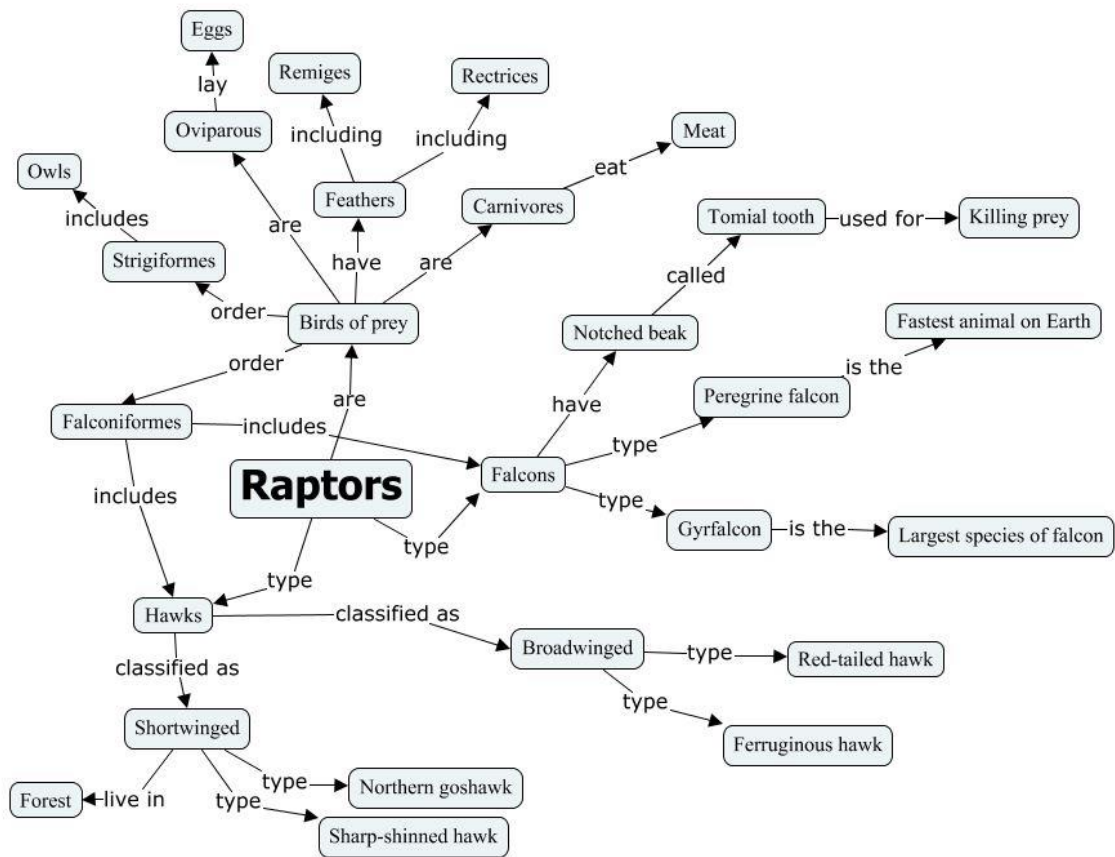 Eggs
lay
Oviparous
Remiges
Rectrices
including
including
Feathers
Meat
eat
Carnivores
Owls
includes
Strigiformes
order
are
have
are
Birds of prey
order
Falconiformes
includes
includes
are
Raptors
type
type
Tomial tooth
used for
Killing prey
called
Notched beak
have
Falcons
type
Peregrine falcon
is the
Fastest animal on Earth
type
Gyrfalcon
is the
Largest species of falcon
Hawks
classified as
Broadwinged
type
Red-tailed hawk
type
Ferruginous hawk
classified as
Shortwinged
live in
Forest
type
Northern goshawk
type
Sharp-shinned hawk